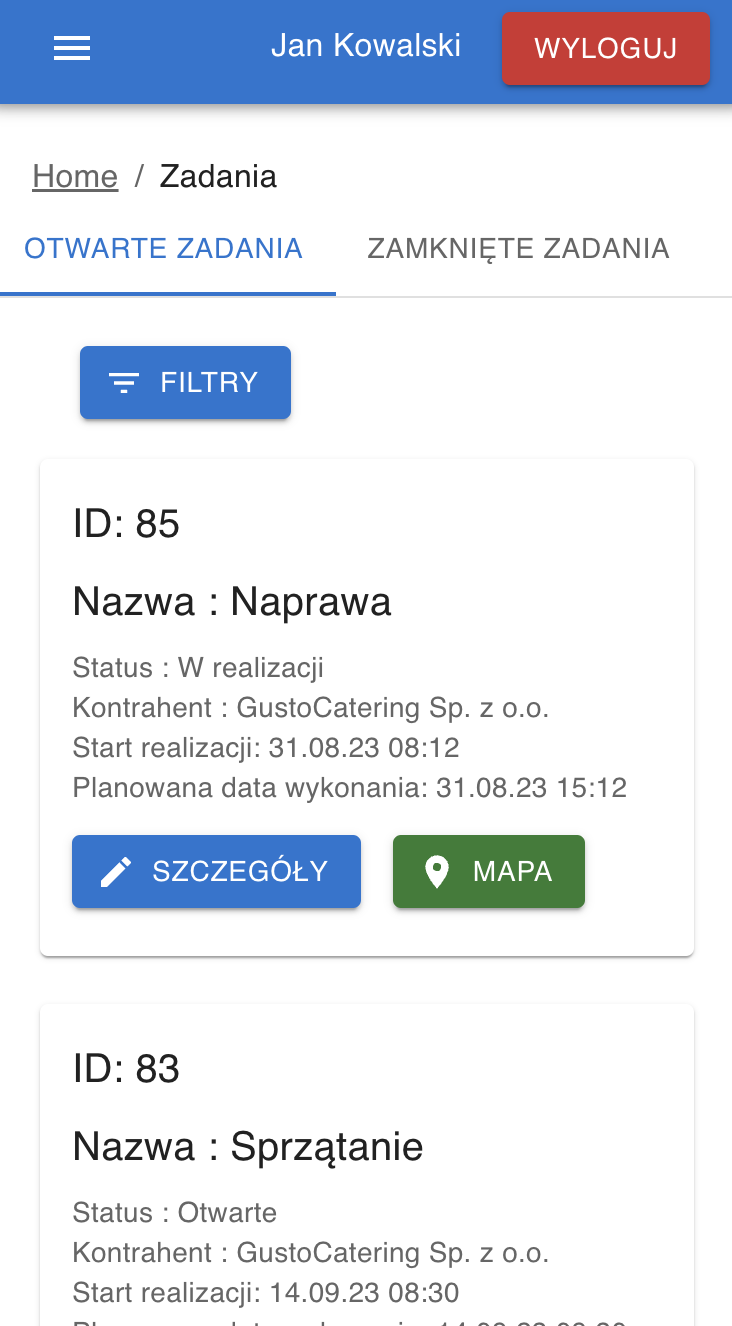 Jan Kowalski WYLOGUJ
Home / Zadania
OTWARTE ZADANIA ZAMKNIĘTE ZADANIA
FILTRY
ID: 85
Nazwa : Naprawa
Status : W realizacji
Kontrahent : GustoCatering Sp. z o.o.
Start realizacji: 31.08.23 08:12
Planowana data wykonania: 31.08.23 15:12
SZCZEGÓŁY MAPA
ID: 83
Nazwa : Sprzątanie
Status : Otwarte
Kontrahent : GustoCatering Sp. z o.o.
Start realizacji: 14.09.23 08:30